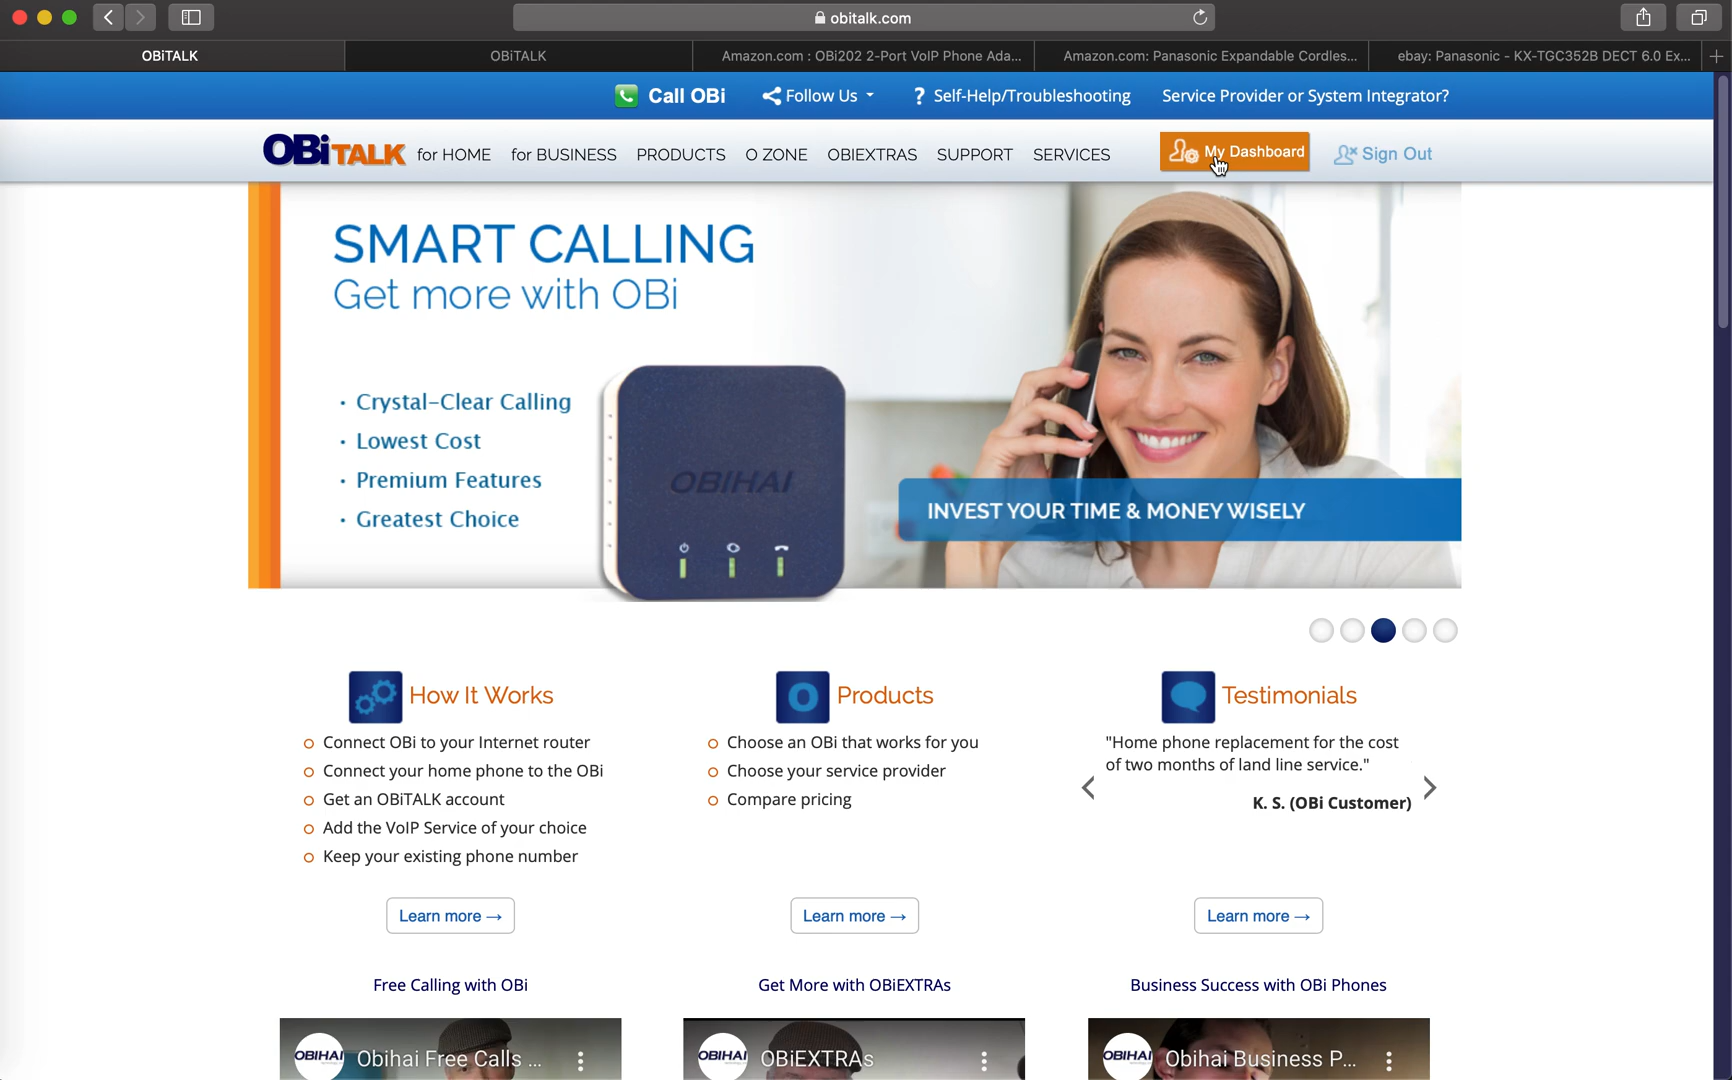 obitalk.com
OBiTALK
OBiTALK
Amazon.com : OBi202 2-Port VoIP Phone Ada...
Amazon.com: Panasonic Expandable Cordles...
ebay: Panasonic - KX-TGC352B DECT 6.0 Ex...
Call OBi
Follow Us
? Self-Help/Troubleshooting
Service Provider or System Integrator?
OBiTALK
for HOME
for BUSINESS
PRODUCTS
O ZONE
OBIEXTRAS
SUPPORT
SERVICES
My Dashboard
Sign Out
SMART CALLING
Get more with OBi
· Crystal-Clear Calling
· Lowest Cost
· Premium Features
· Greatest Choice
OBIHAI
INVEST YOUR TIME & MONEY WISELY
How It Works
Connect OBi to your Internet router
Connect your home phone to the OBi
Get an OBiTALK account
Add the VoIP Service of your choice
Keep your existing phone number
Learn more →
Free Calling with OBi
OBIHAI
Obihai Free Calls ...
Products
Choose an OBi that works for you
Choose your service provider
Compare pricing
Learn more →
Get More with OBiEXTRAs
OBIHAI
OBiEXTRAs
Testimonials
"Home phone replacement for the cost
of two months of land line service."
K. S. (OBi Customer)
Learn more →
Business Success with OBi Phones
OBIHAI
Obihai Business P...